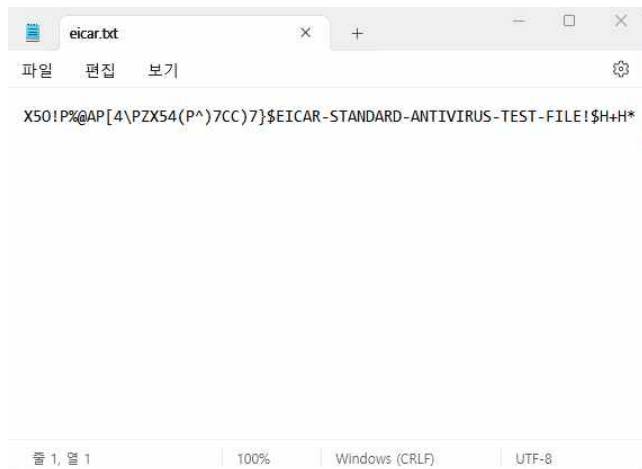 eicar.txt
파일 편집 보기
X5O!P%@AP[4\PZX54(P^)7CC)7}$EICAR-STANDARD-ANTIVIRUS-TEST-FILE!$H+H*
줄 1, 열 1 100% Windows (CRLF) UTF-8